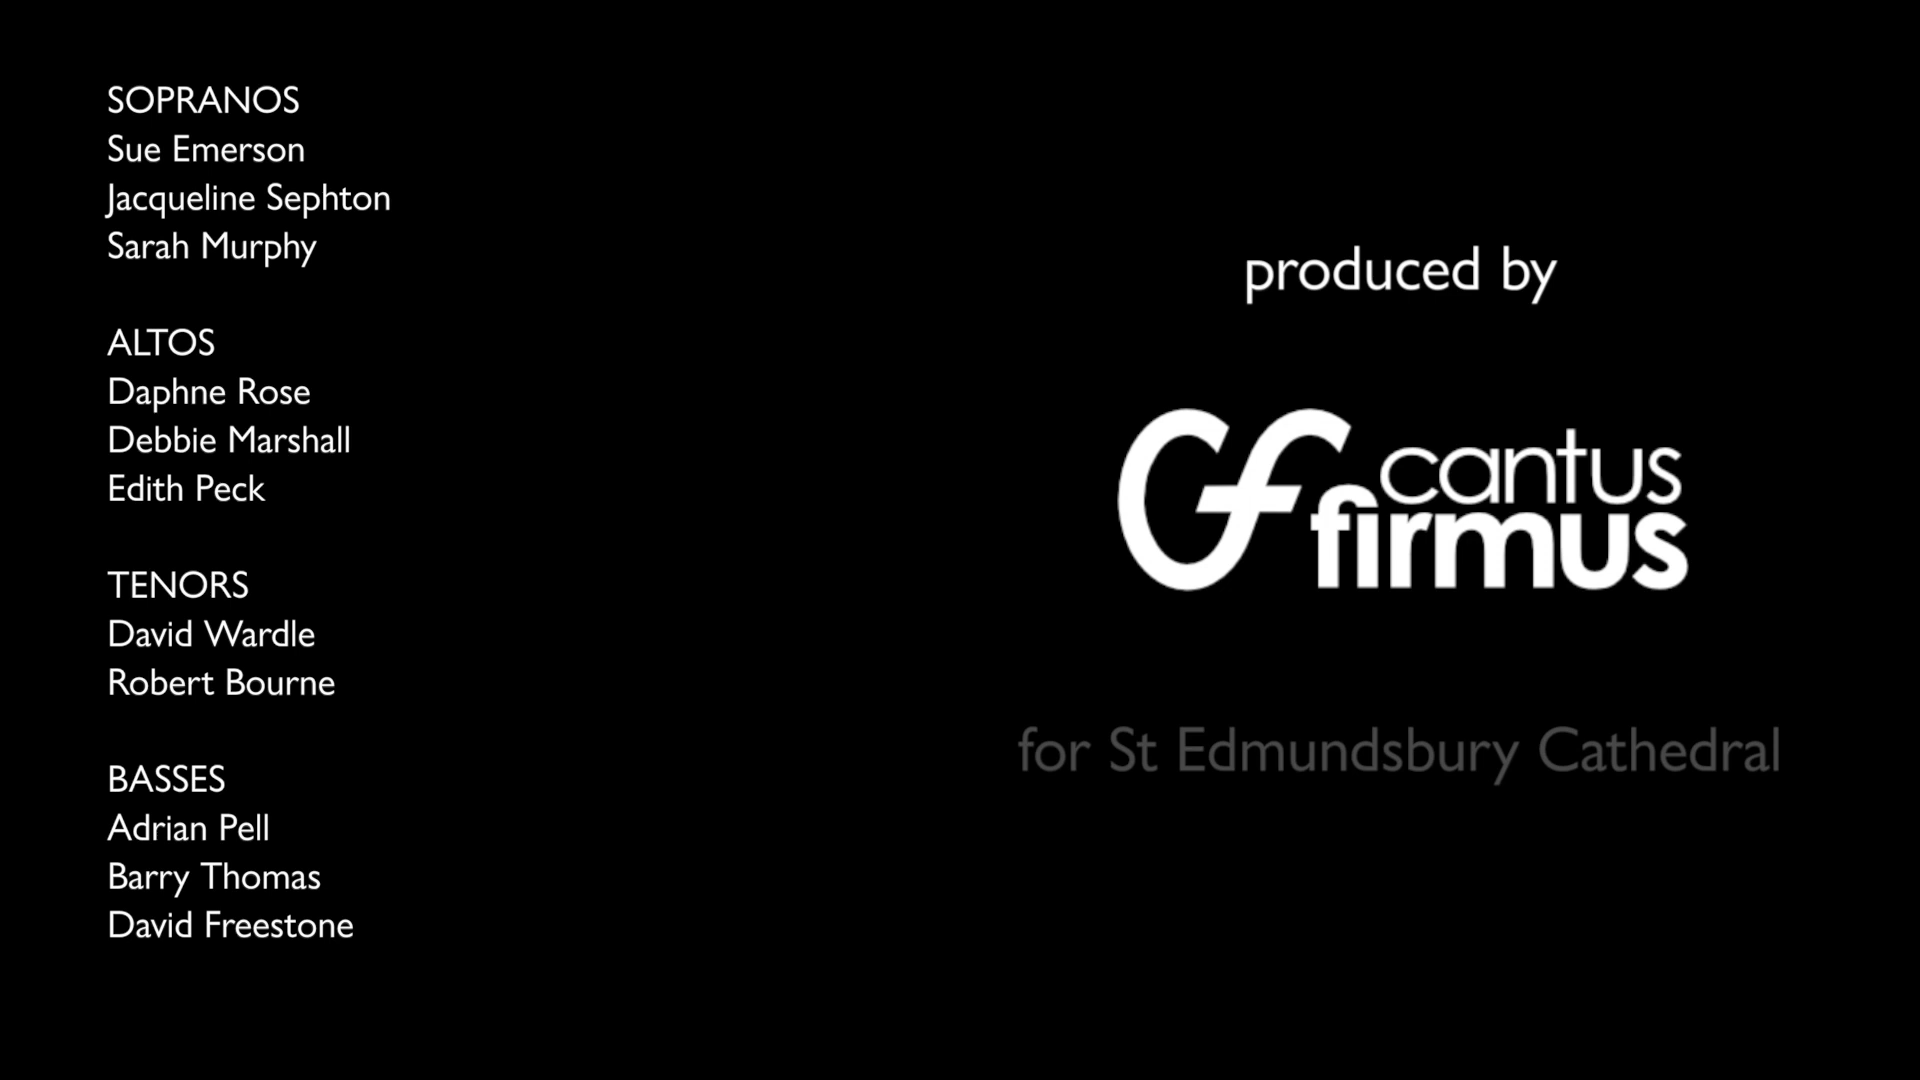 SOPRANOS
Sue Emerson
Jacqueline Sephton
Sarah Murphy
ALTOS
Daphne Rose
Debbie Marshall
Edith Peck
TENORS
David Wardle
Robert Bourne
BASSES
Adrian Pell
Barry Thomas
David Freestone
produced by
cf cantus
firmus
for St Edmundsbury Cathedral